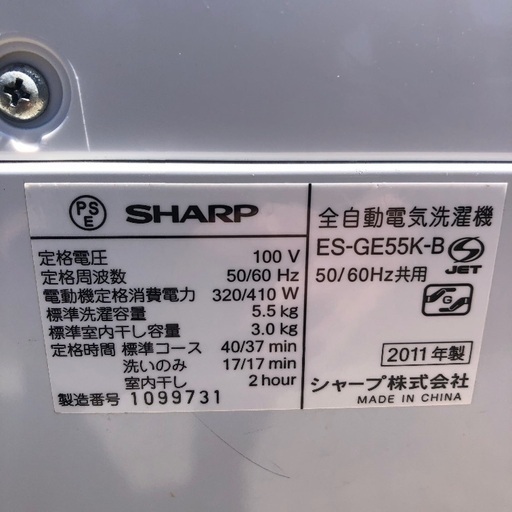 PS
E
SHARP
定格電圧 100 V
定格周波数 50/60 Hz
電動機定格消費電力 320/410 W
標準洗濯容量 5.5 kg
標準室内干し容量 3.0 kg
定格時間 標準コース 40/37 min
洗いのみ 17/17 min
室内干し 2 hour
製造番号 1099731
全自動電気洗濯機
ES-GE55K-B
S
JET
50/60Hz共用
G
2011年製
シャープ株式会社
MADE IN CHINA